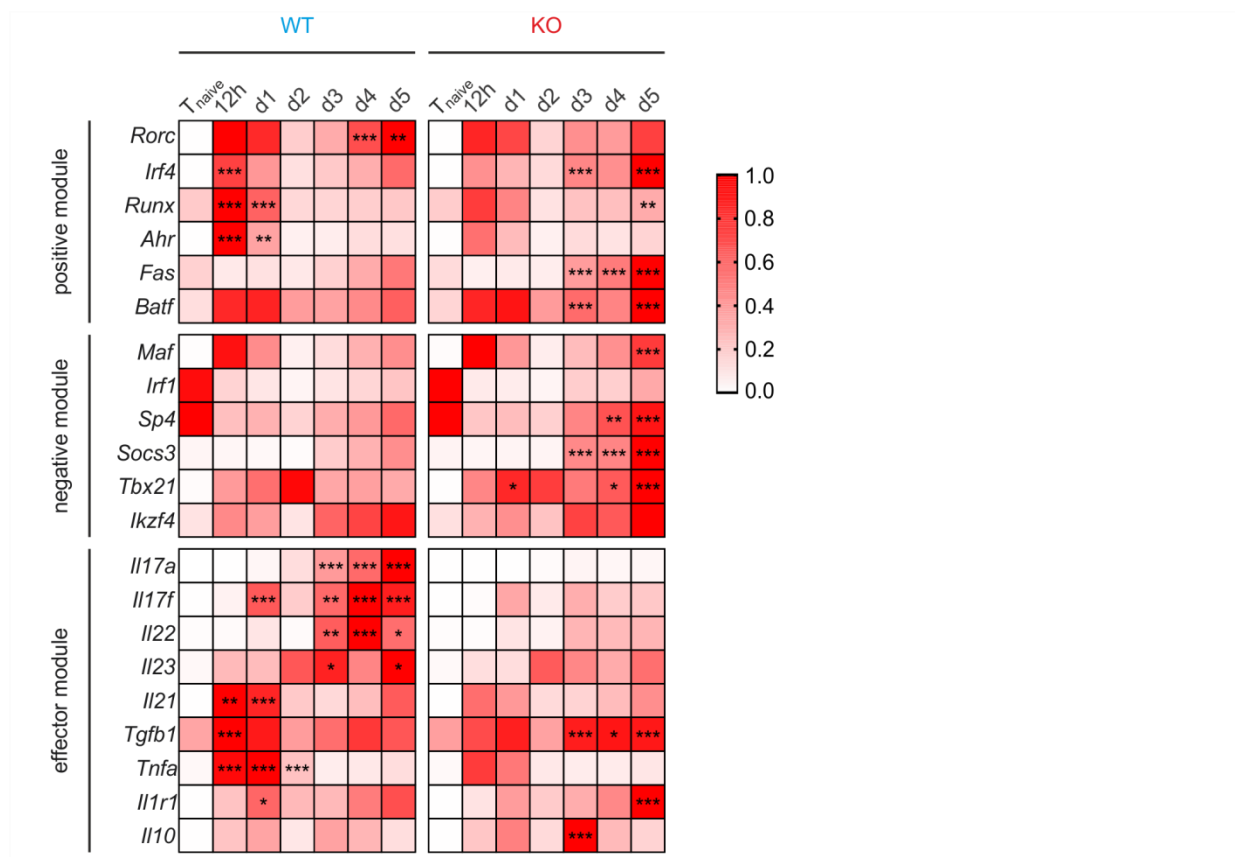 WT KO
Tnaive 12h d1 d2 d3 d4 d5 Tnaive 12h d1 d2 d3 d4 d5
positive module
Rorc *** **
Irf4 *** *** ***
Runx *** *** **
Ahr *** **
Fas *** *** ***
Batf *** ***
negative module
Maf ***
Irf1
Sp4 ** ***
Socs3 *** *** ***
Tbx21 * * ***
Ikzf4
effector module
Il17a *** *** ***
Il17f *** ** *** ***
Il22 ** *** *
Il23 * *
Il21 ** ***
Tgfb1 *** *** * ***
Tnfa *** *** ***
Il1r1 * ***
Il10 ***
1.0
0.8
0.6
0.4
0.2
0.0